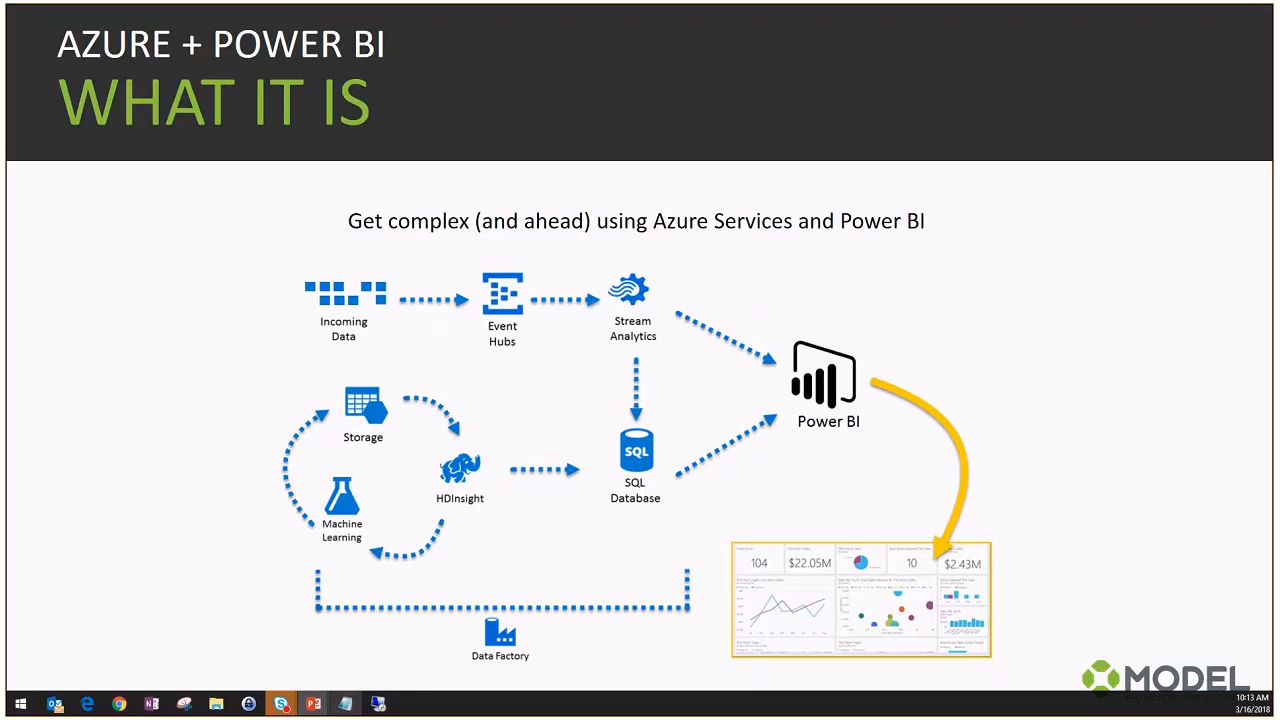 AZURE + POWER BI
WHAT IT IS
Get complex (and ahead) using Azure Services and Power BI
Incoming
Data
Event
Hubs
Stream
Analytics
Storage
HDInsight
Machine
Learning
SQL
SQL
Database
Power BI
Data Factory
104
$22.05M
10
$2.43M
MODEL
10:13 AM
3/16/2018